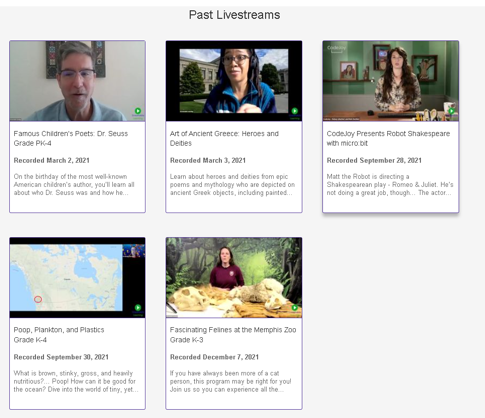 Past Livestreams
CodeJoy
Famous Children's Poets: Dr. Seuss
Grade PK-4
Recorded March 2, 2021
On the birthday of the most well-known
American children's author, you'll learn all
about who Dr. Seuss was and how he...
Art of Ancient Greece: Heroes and
Deities
Recorded March 3, 2021
Learn about heroes and deities from epic
poems and mythology who are depicted on
ancient Greek objects, including painted...
CodeJoy Presents Robot Shakespeare
with micro:bit
Recorded September 28, 2021
Matt the Robot is directing a
Shakespearean play - Romeo & Juliet. He's
not doing a great job, though... The actor...
Poop, Plankton, and Plastics
Grade K-4
Recorded September 30, 2021
What is brown, stinky, gross, and heavily
nutritious?... Poop! How can it be good for
the ocean? Dive into the world of tiny, yet...
Fascinating Felines at the Memphis Zoo
Grade K-3
Recorded December 7, 2021
If you have always been more of a cat
person, this program may be right for you!
Join us so you can experience all the...